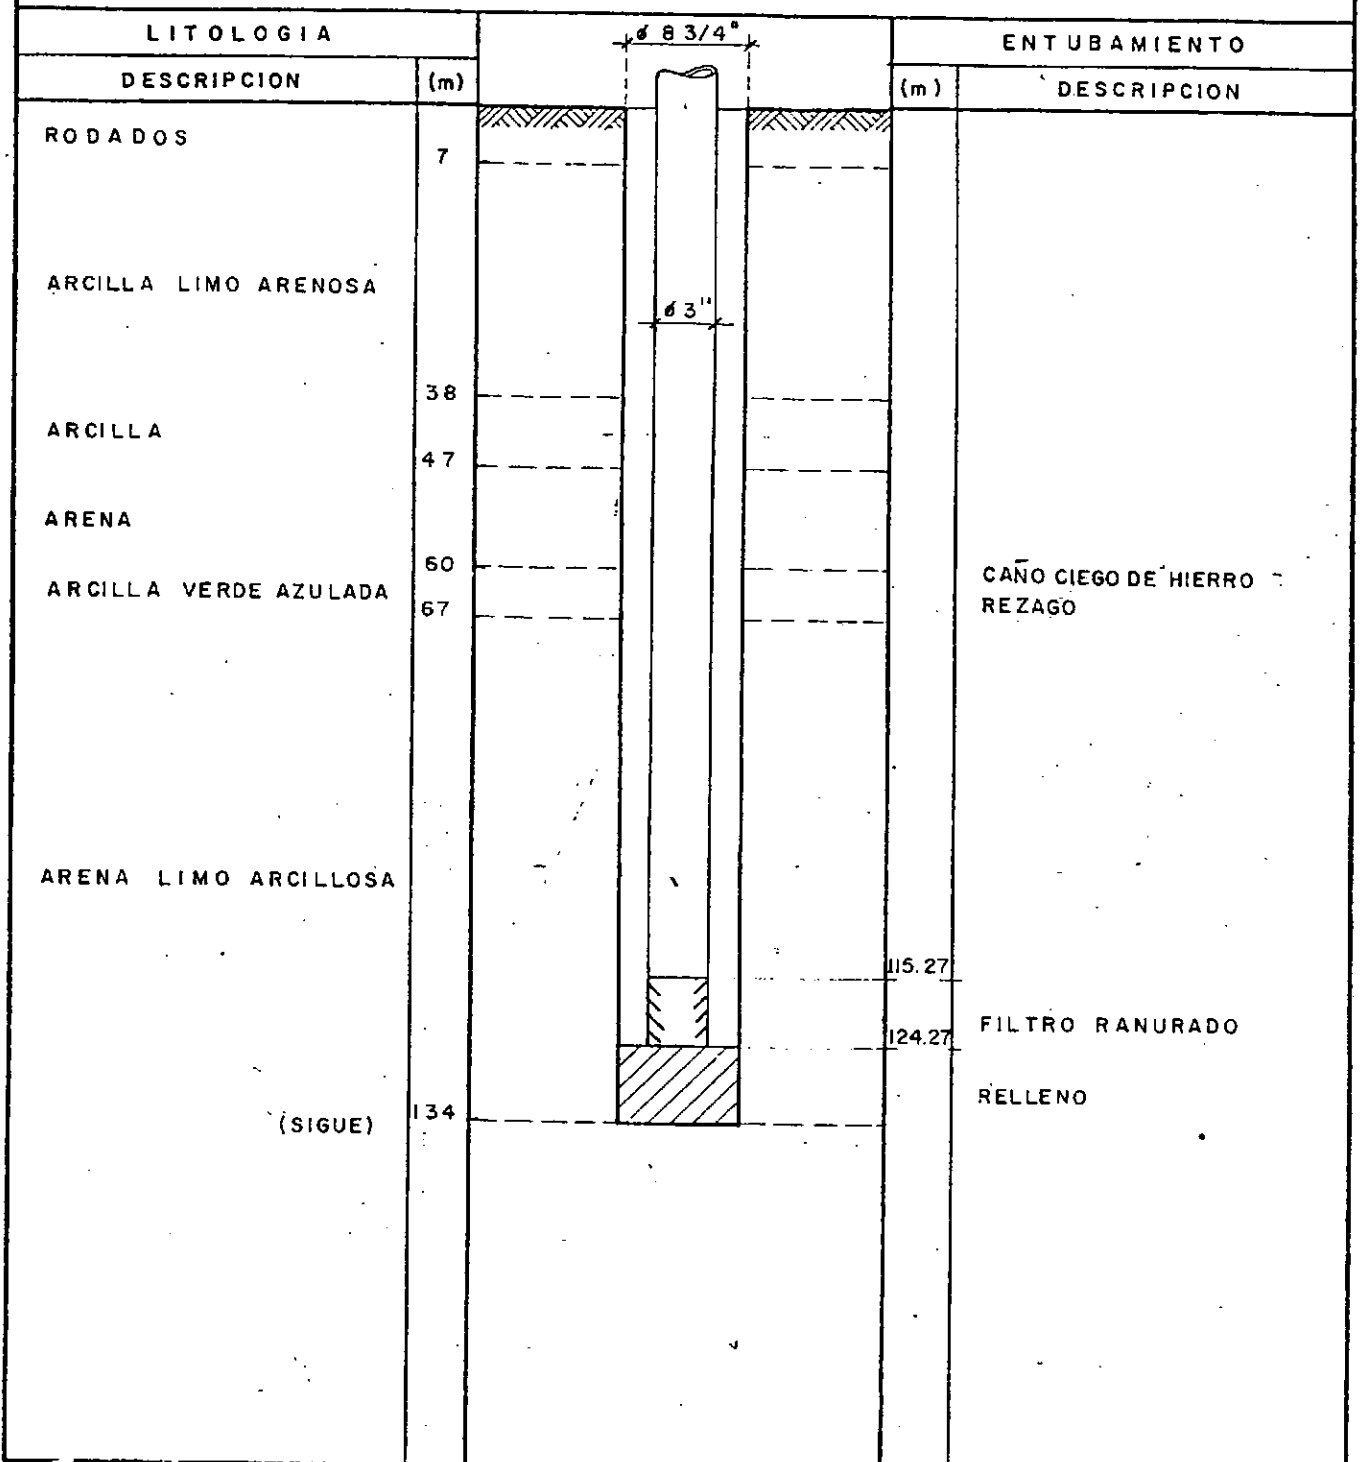 LITOLOGIA
DESCRIPCION (m)
ø 8 3/4"
ENTUBAMIENTO
(m) DESCRIPCION
RODADOS
7
ARCILLA LIMO ARENOSA
ø 3"
38
ARCILLA
47
ARENA
60
ARCILLA VERDE AZULADA
67
CAÑO CIEGO DE HIERRO
REZAGO
ARENA LIMO ARCILLOSA
115.27
FILTRO RANURADO
124.27
RELLENO
(SIGUE) 134